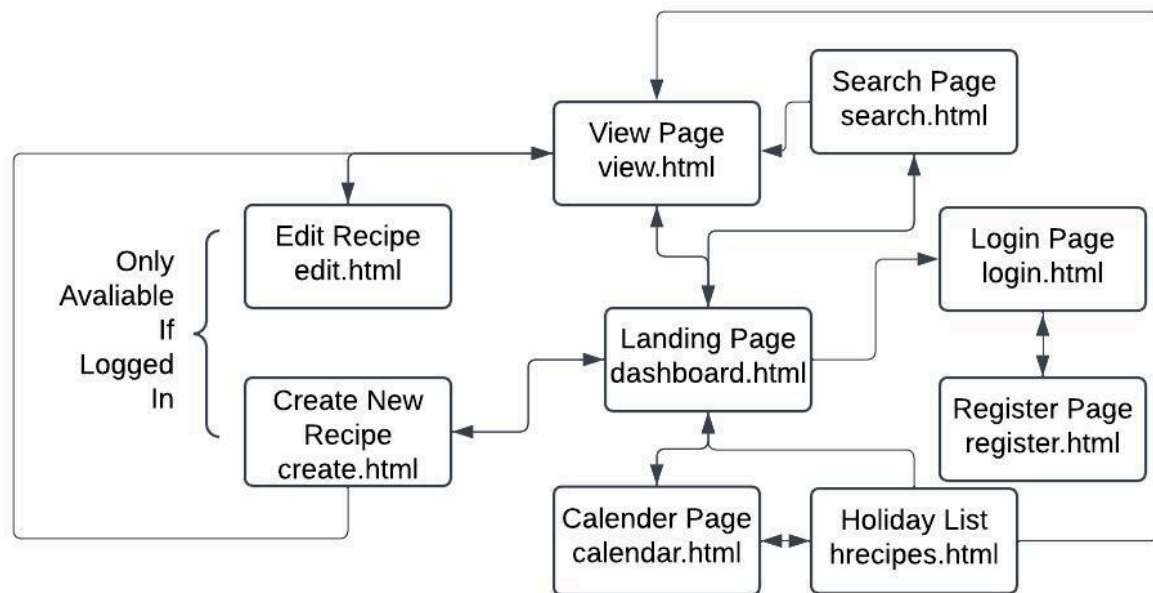 Search Page
search.html
View Page
view.html
Edit Recipe
edit.html
Login Page
login.html
Only
Avaliable
If
Logged
In
Landing Page
dashboard.html
Create New
Recipe
create.html
Register Page
register.html
Calender Page
calendar.html
Holiday List
hrecipes.html